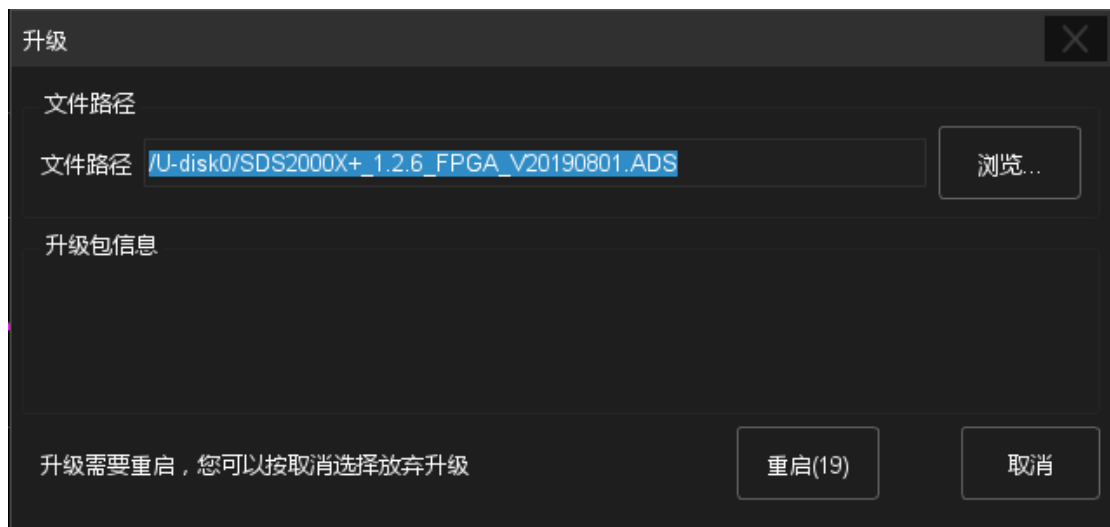 升级
文件路径
文件路径 /U-disk0/SDS2000X+_1.2.6_FPGA_V20190801.ADS 浏览...
升级包信息
升级需要重启，您可以按取消选择放弃升级 重启(19) 取消